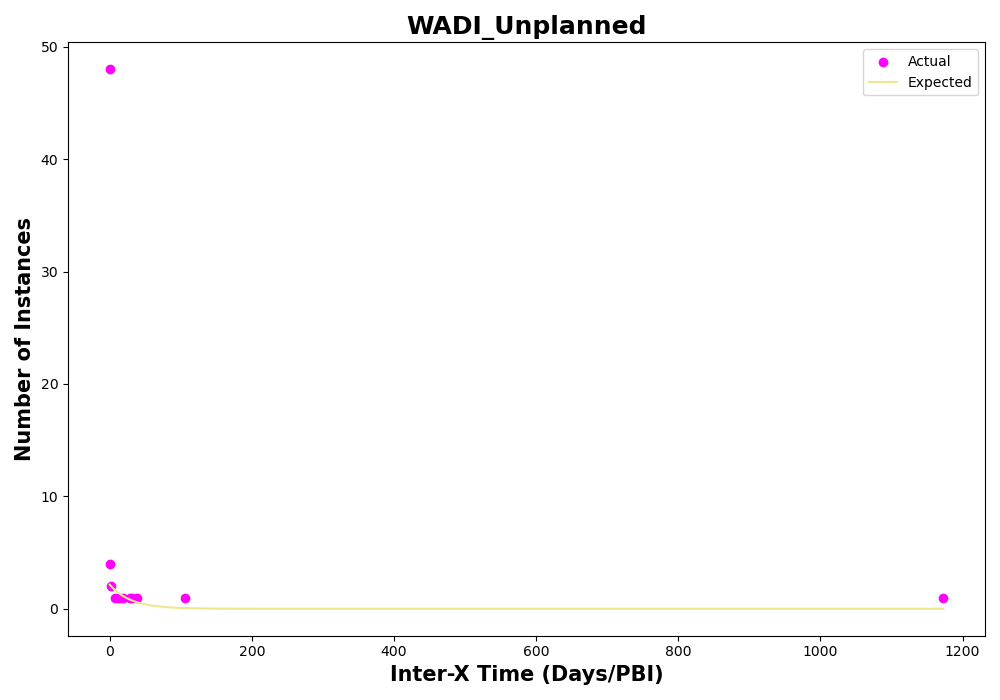 WADI_Unplanned
Actual
Expected
Number of Instances
50
40
30
20
10
0
0 200 400 600 800 1000 1200
Inter-X Time (Days/PBI)